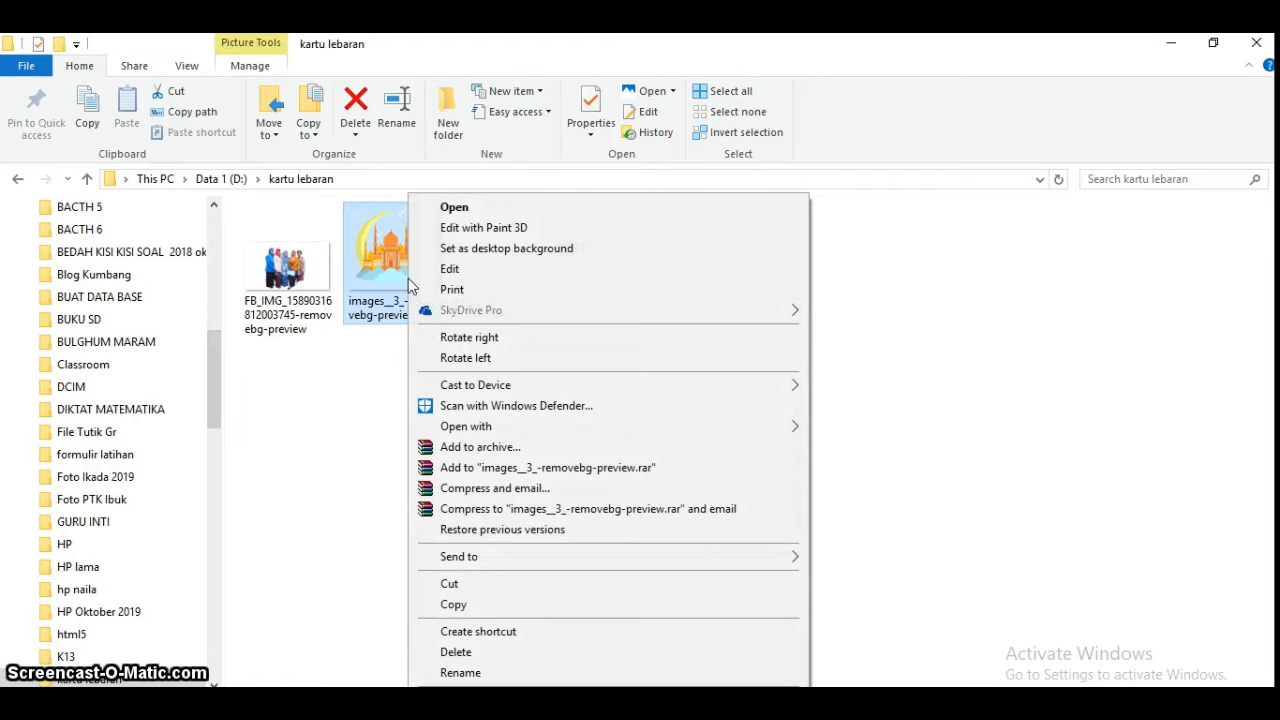 Picture Tools
kartu lebaran
File
Home
Share
View
Manage
Pin to Quick
access
Copy
Paste
Cut
Copy path
Paste shortcut
Clipboard
Move
to
Copy
to
Delete
Rename
Organize
New
folder
New item
Easy access
New
Properties
Open
Edit
History
Open
Select all
Select none
Invert selection
Select
This PC
Data 1 (D:)
kartu lebaran
Search kartu lebaran
BACTH 5
BACTH 6
BEDAH KISI KISI SOAL 2018 ok
Blog Kumbang
BUAT DATA BASE
BUKU SD
BULGHUM MARAM
Classroom
DCIM
DIKTAT MATEMATIKA
File Tutik Gr
formulir latihan
Foto Ikada 2019
Foto PTK Ibuk
GURU INTI
HP
HP lama
hp naila
HP Oktober 2019
html5
K13
FB_IMG_15890316
812003745-remov
ebg-preview
images__3_-
vebg-previe
Open
Edit with Paint 3D
Set as desktop background
Edit
Print
SkyDrive Pro
Rotate right
Rotate left
Cast to Device
Scan with Windows Defender...
Open with
Add to archive...
Add to "images__3_-removebg-preview.rar"
Compress and email...
Compress to "images__3_-removebg-preview.rar" and email
Restore previous versions
Send to
Cut
Copy
Create shortcut
Delete
Rename
Activate Windows
Go to Settings to activate Windows.
Screencast-O-Matic.com